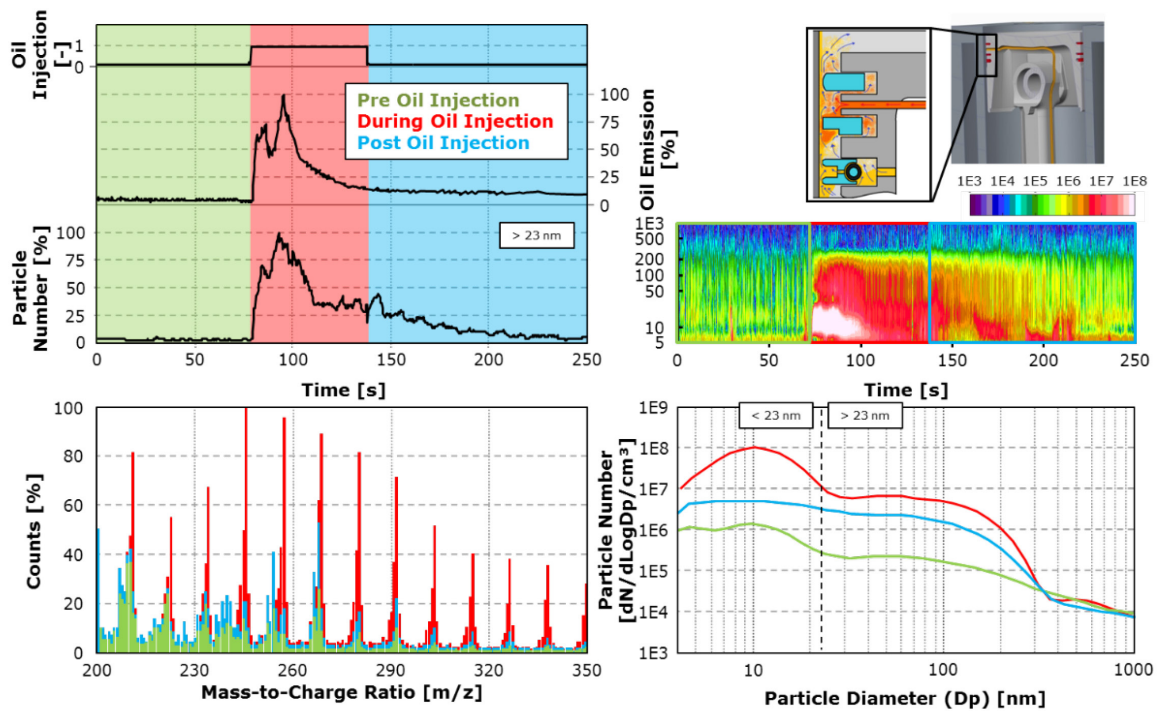 Oil
Injection
[-]
1
0
Pre Oil Injection
During Oil Injection
Post Oil Injection
100
75
50
25
0
Oil Emission
[%]
Particle
Number [%]
100
75
50
25
0
> 23 nm
0
50
100
150
200
250
Time [s]
1E3
1E4
1E5
1E6
1E7
1E8
1E3
500
200
100
50
10
5
0
50
100
150
200
250
Time [s]
Counts [%]
100
80
60
40
20
0
200
230
260
290
320
350
Mass-to-Charge Ratio [m/z]
Particle Number
[dN/dLogDp/cm³]
1E9
1E8
1E7
1E6
1E5
1E4
1E3
< 23 nm
> 23 nm
10
100
1000
Particle Diameter (Dp) [nm]